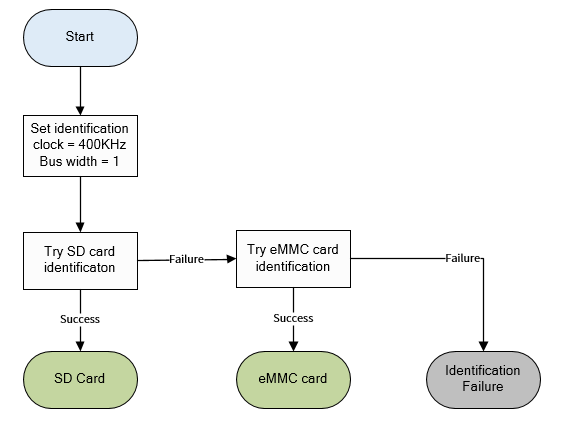 Start
Set identification
clock = 400KHz
Bus width = 1
Try SD card
identificaton
Failure
Try eMMC card
identification
Failure
Success
Success
SD Card
eMMC card
Identification
Failure